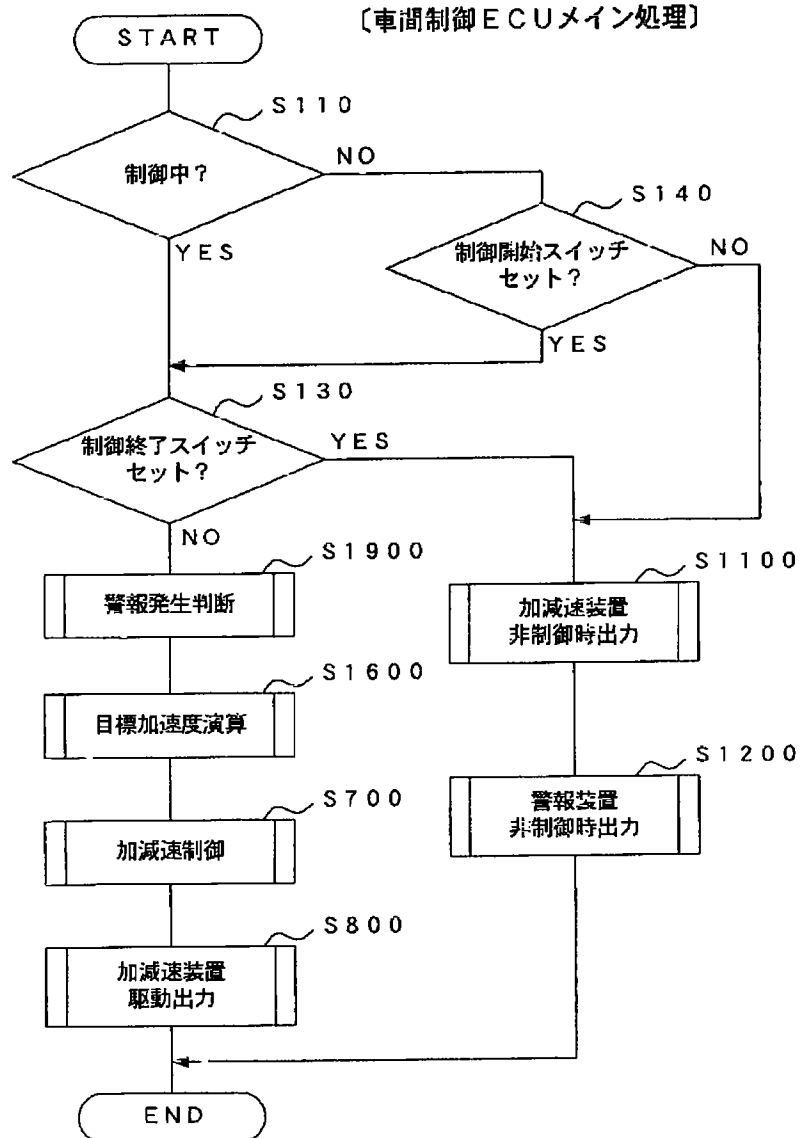 〔車間制御ECUメイン処理〕
START
S110
制御中?
NO
YES
S140
制御開始スイッチ
セット?
NO
YES
S130
制御終了スイッチ
セット?
YES
NO
S1900
警報発生判断
S1100
加減速装置
非制御時出力
S1600
目標加速度演算
S1200
警報装置
非制御時出力
S700
加減速制御
S800
加減速装置
駆動出力
END